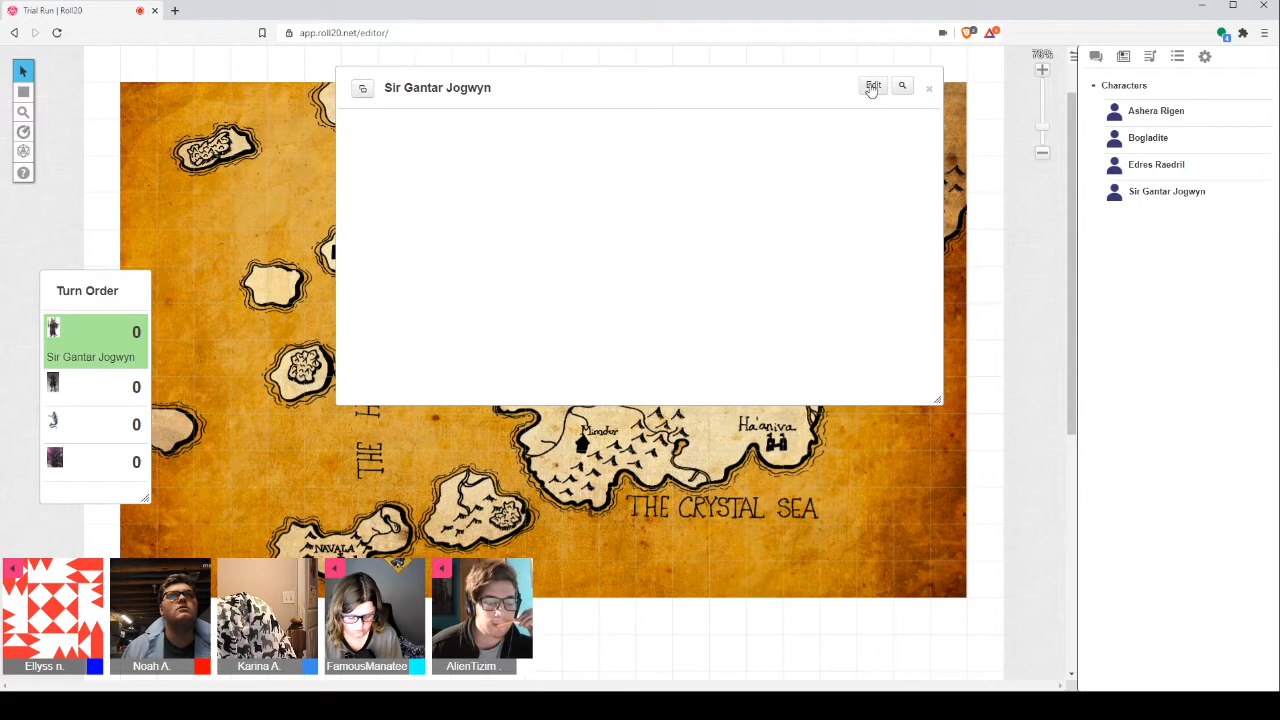 Trial Run | Roll20
app.roll20.net/editor/
Sir Gantar Jogwyn
Edit
78%
Characters
Ashera Rigen
Bogladite
Edres Raedril
Sir Gantar Jogwyn
Turn Order
0
Sir Gantar Jogwyn
0
0
0
THE
Ha'aniva
THE CRYSTAL SEA
NAVALA
Ellyss n.
Noah A.
Karina A.
FamousManatee
AlienTizim .